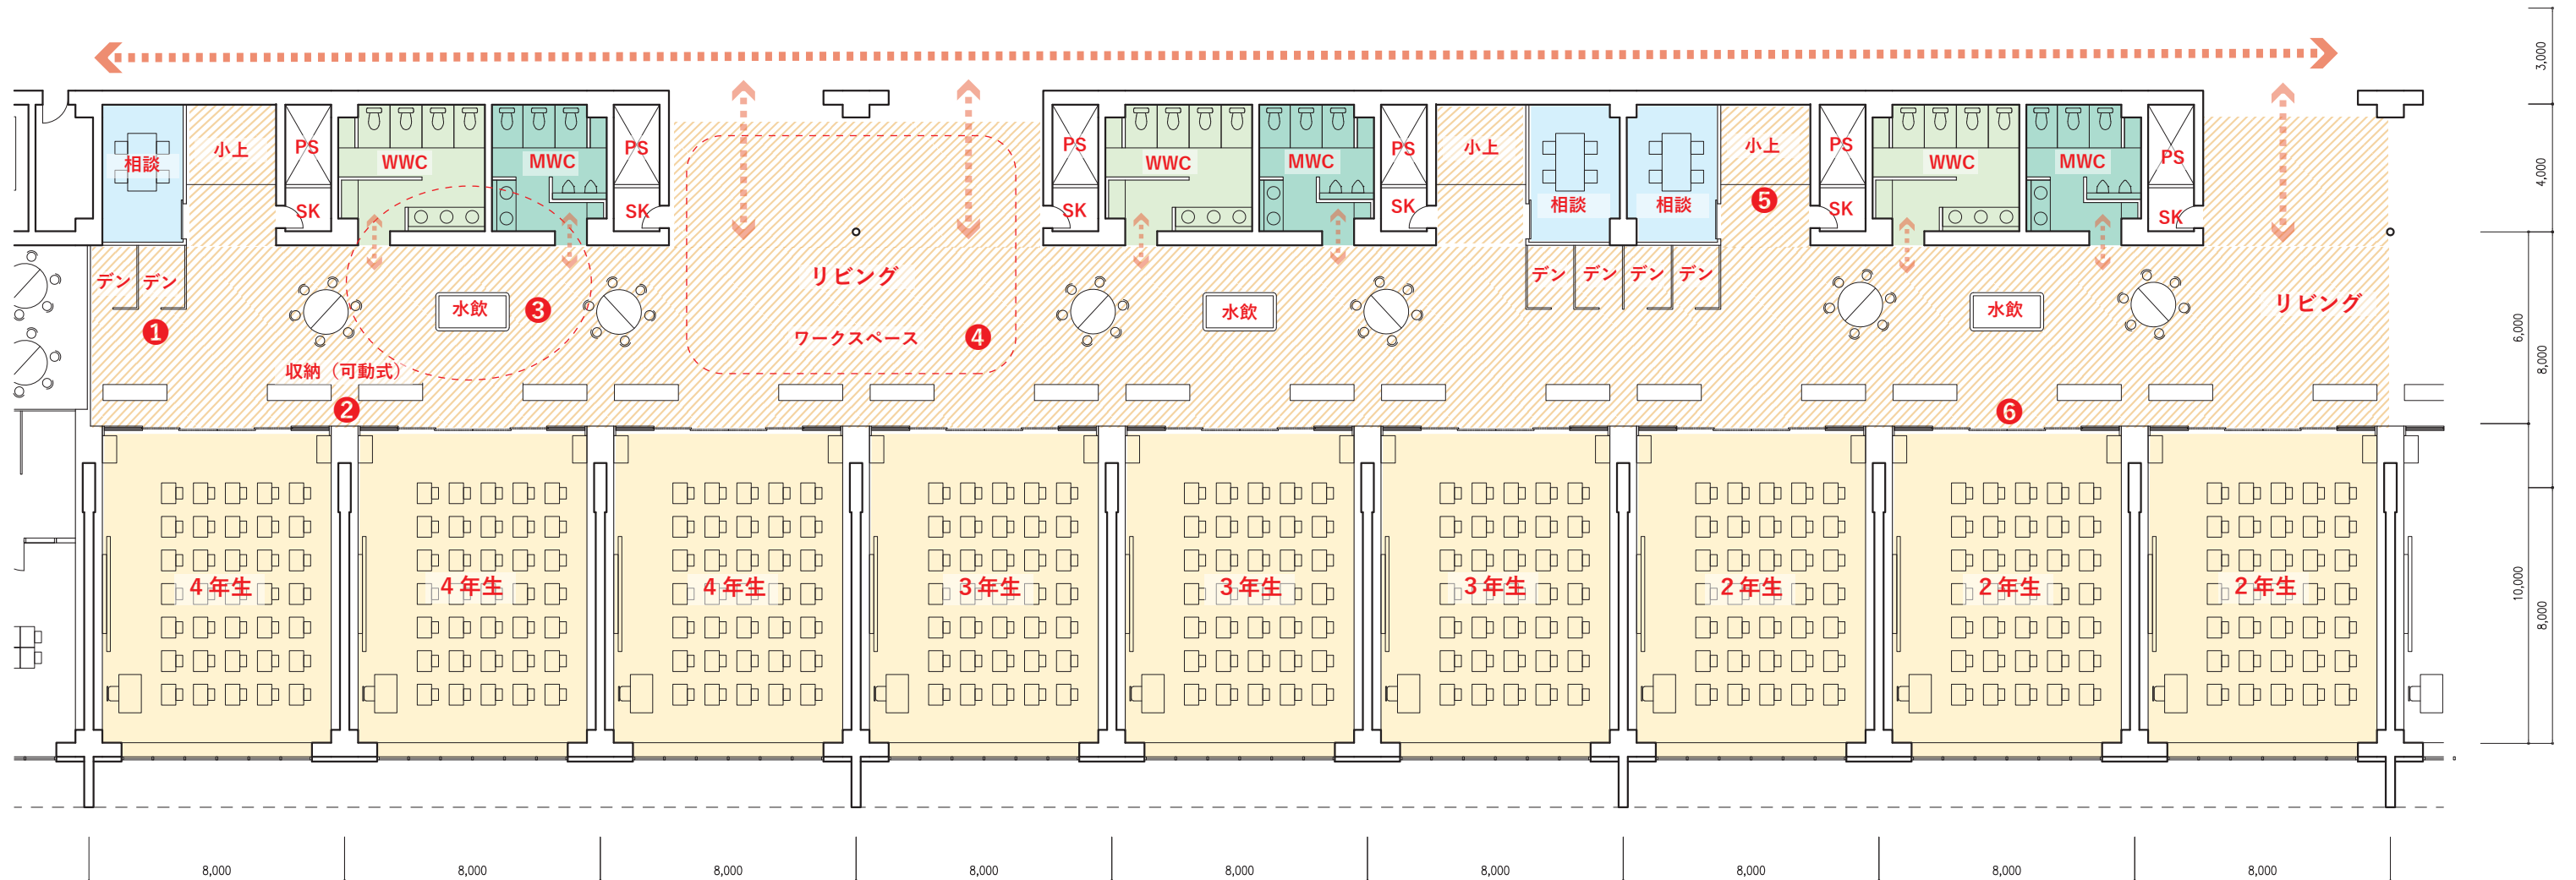 3,000
相談
小上
PS
WWC
MWC
PS
PS
WWC
MWC
PS
小上
相談
相談
小上
PS
WWC
MWC
PS
4,000
SK
SK
SK
SK
5
SK
SK
デン
デン
水飲
3
リビング
水飲
デン
デン
デン
デン
水飲
リビング
1
ワークスペース
4
6,000
8,000
収納(可動式)
2
6
4年生
4年生
4年生
3年生
3年生
3年生
2年生
2年生
2年生
10,000
8,000
8,000
8,000
8,000
8,000
8,000
8,000
8,000
8,000
8,000